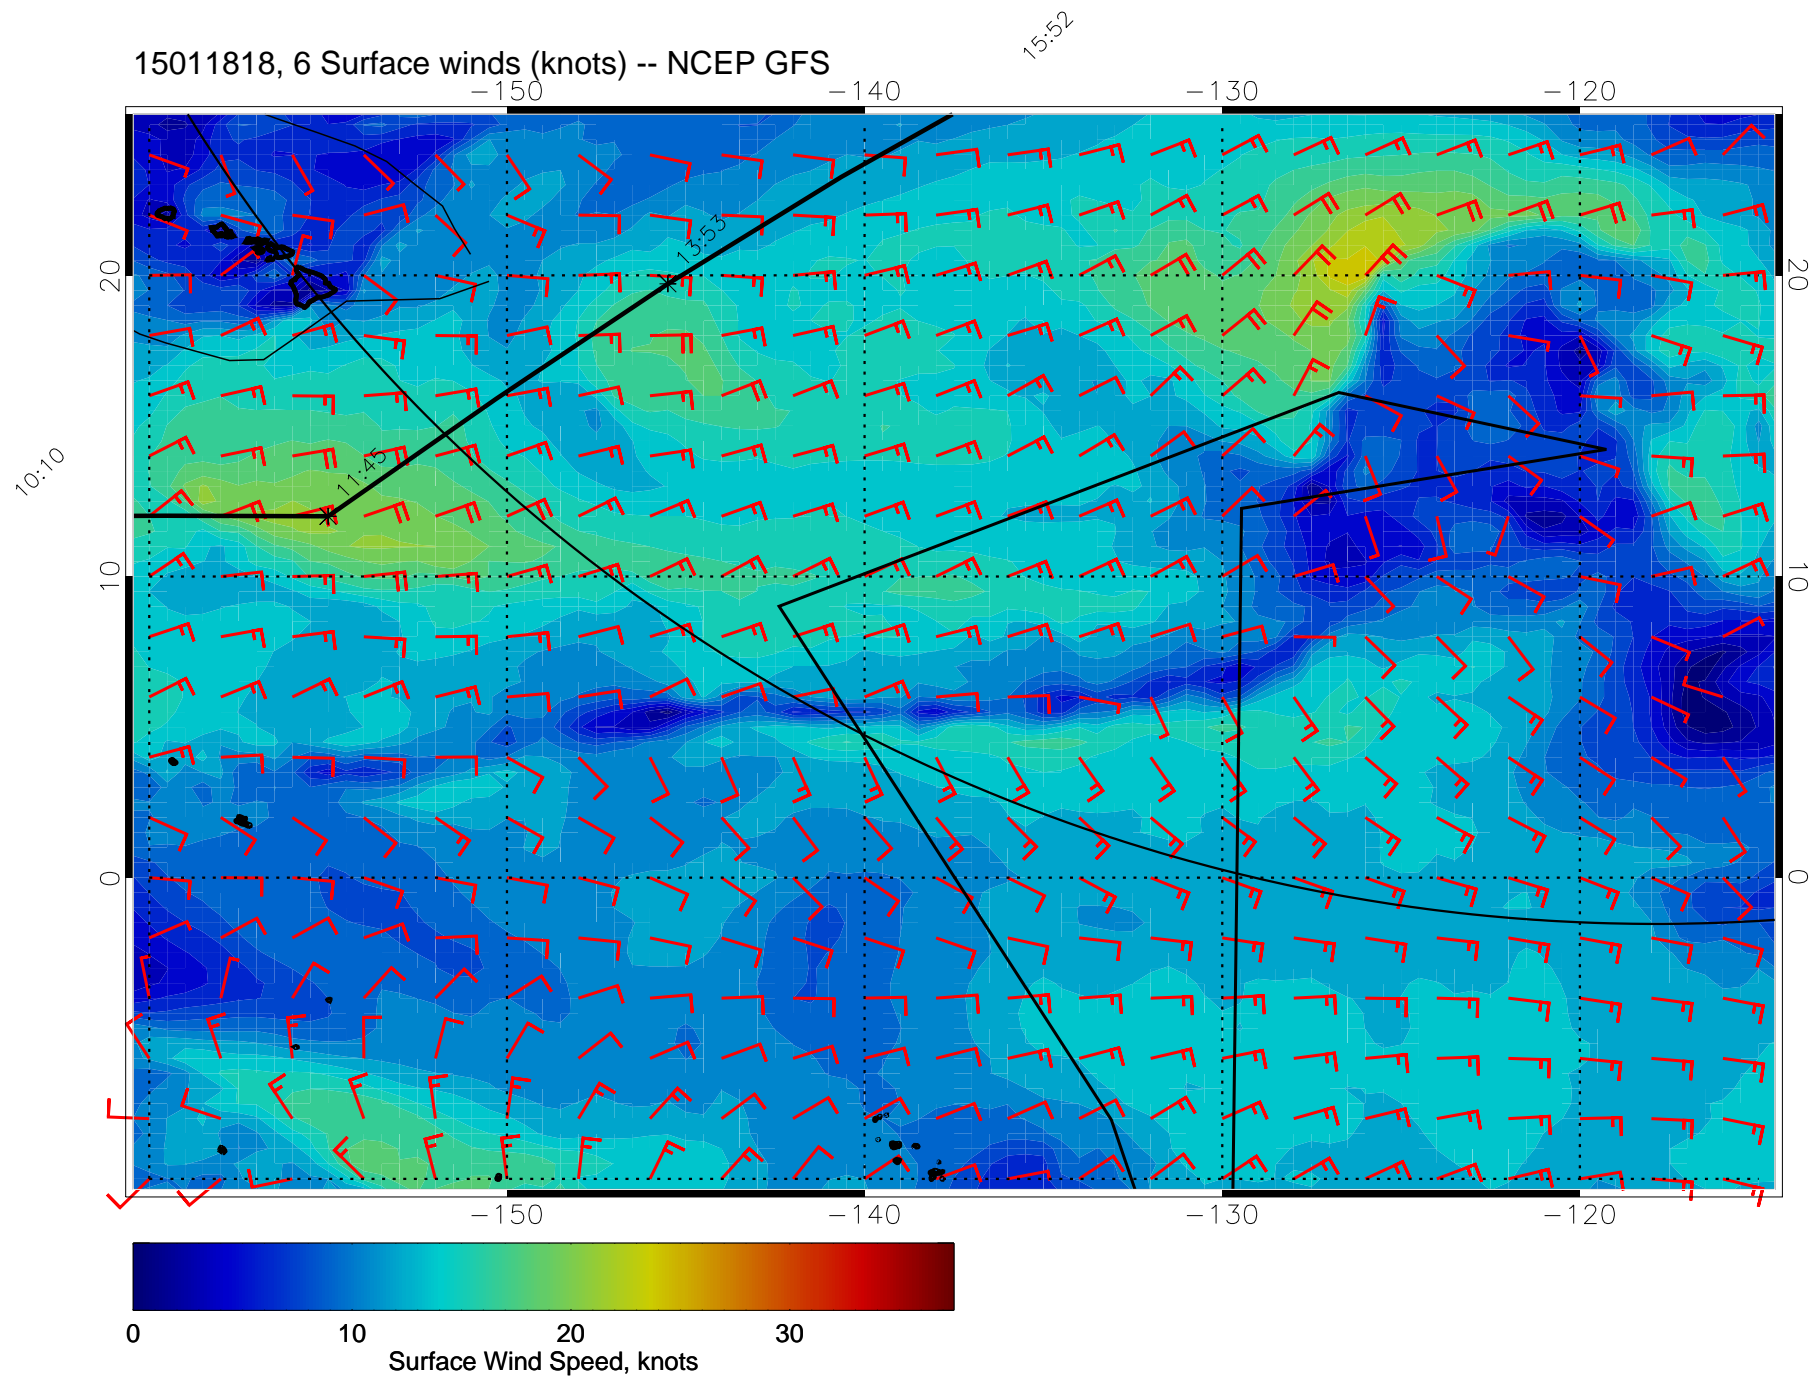 15:52
15011818, 6 Surface winds (knots) -- NCEP GFS
-150 -140 -130 -120
13:53
20 20
10:10
11:45
10 10
0 0
-150 -140 -130 -120
0 10 20 30
Surface Wind Speed, knots